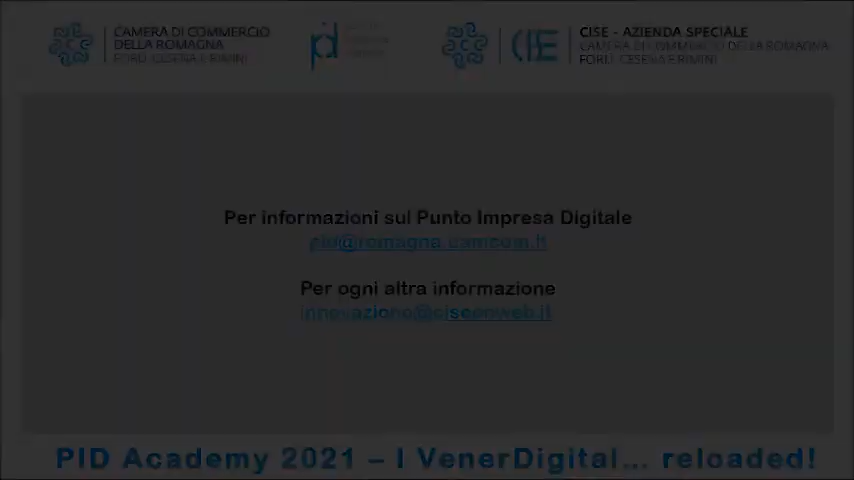 CAMERA DI COMMERCIO
DELLA ROMAGNA
FORLÌ-CESENA E RIMINI
pid
CISE
CISE - AZIENDA SPECIALE
CAMERA DI COMMERCIO DELLA ROMAGNA
FORLÌ-CESENA E RIMINI
Per informazioni sul Punto Impresa Digitale
pid@romagna.camcom.it
Per ogni altra informazione
innovazione@ciseonweb.it
PID Academy 2021 – I VenerDigital... reloaded!